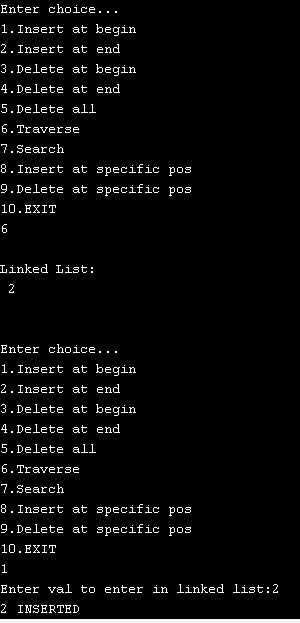 Enter choice...
1.Insert at begin
2.Insert at end
3.Delete at begin
4.Delete at end
5.Delete all
6.Traverse
7.Search
8.Insert at specific pos
9.Delete at specific pos
10.EXIT
6
Linked List:
2
Enter choice...
1.Insert at begin
2.Insert at end
3.Delete at begin
4.Delete at end
5.Delete all
6.Traverse
7.Search
8.Insert at specific pos
9.Delete at specific pos
10.EXIT
1
Enter val to enter in linked list:2
2 INSERTED